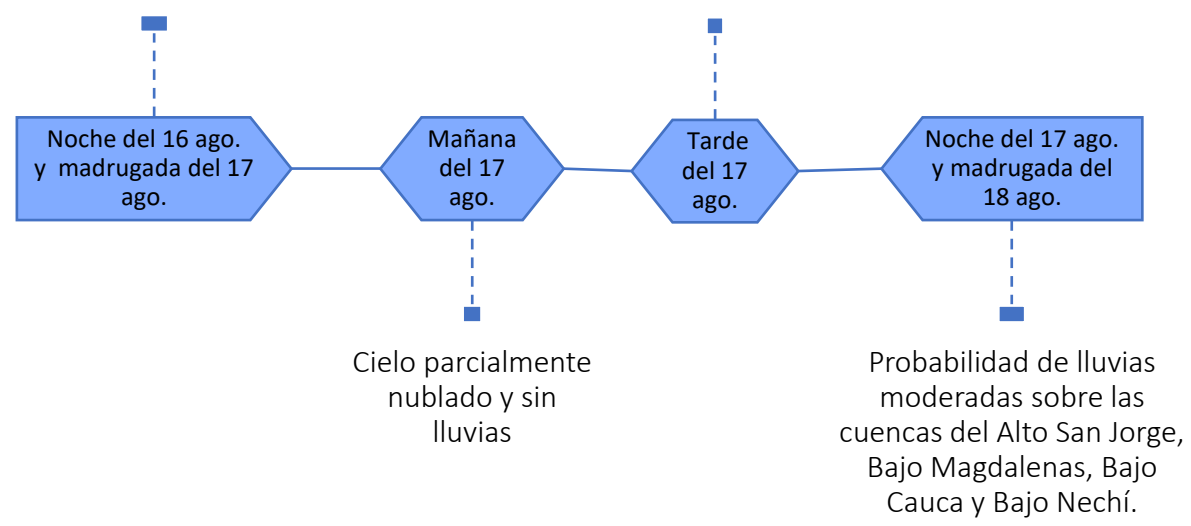 Noche del 16 ago.
y madrugada del 17
ago.
Mañana
del 17
ago.
Tarde
del 17
ago.
Noche del 17 ago.
y madrugada del
18 ago.
Cielo parcialmente
nublado y sin
lluvias
Probabilidad de lluvias
moderadas sobre las
cuencas del Alto San Jorge,
Bajo Magdalenas, Bajo
Cauca y Bajo Nechí.